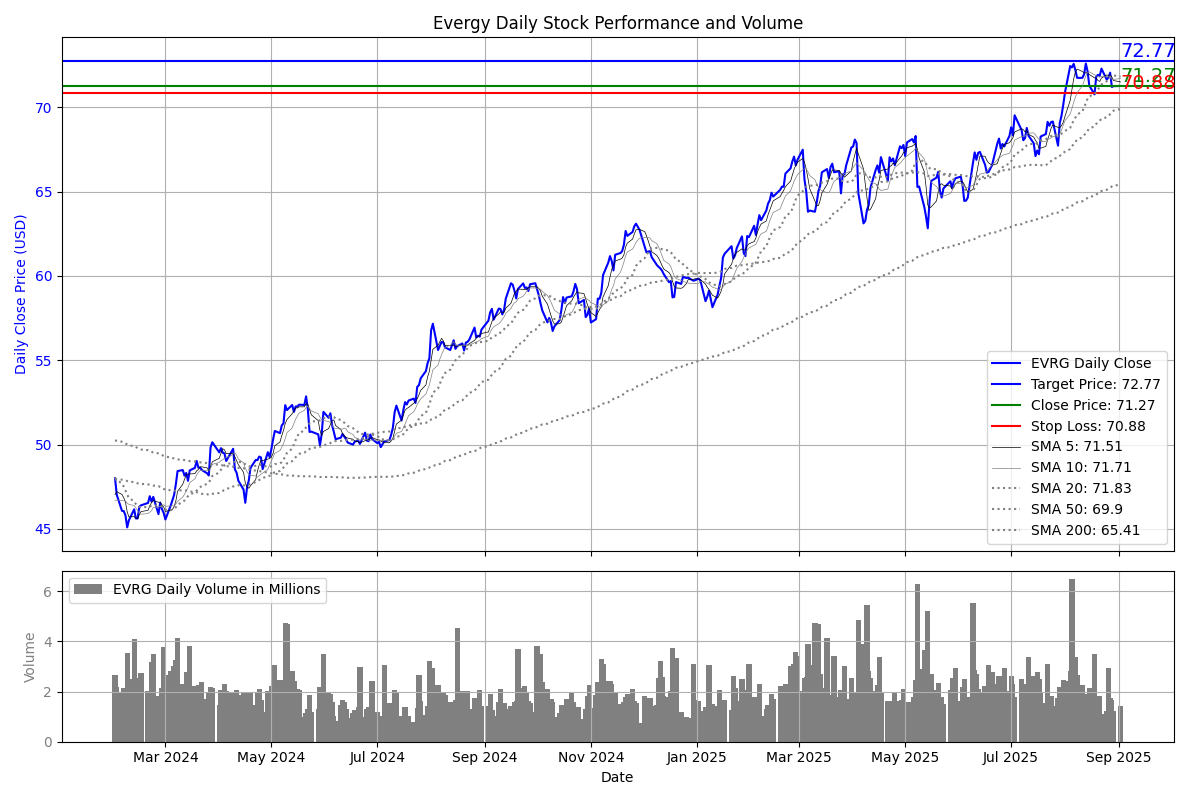 Evergy Daily Stock Performance and Volume
72.77
71.27
70.88
Daily Close Price (USD)
70
65
60
55
50
45
EVRG Daily Close
Target Price: 72.77
Close Price: 71.27
Stop Loss: 70.88
SMA 5: 71.51
SMA 10: 71.71
SMA 20: 71.83
SMA 50: 69.9
SMA 200: 65.41
EVRG Daily Volume in Millions
Volume
6
4
2
0
Mar 2024
May 2024
Jul 2024
Sep 2024
Nov 2024
Jan 2025
Mar 2025
May 2025
Jul 2025
Sep 2025
Date